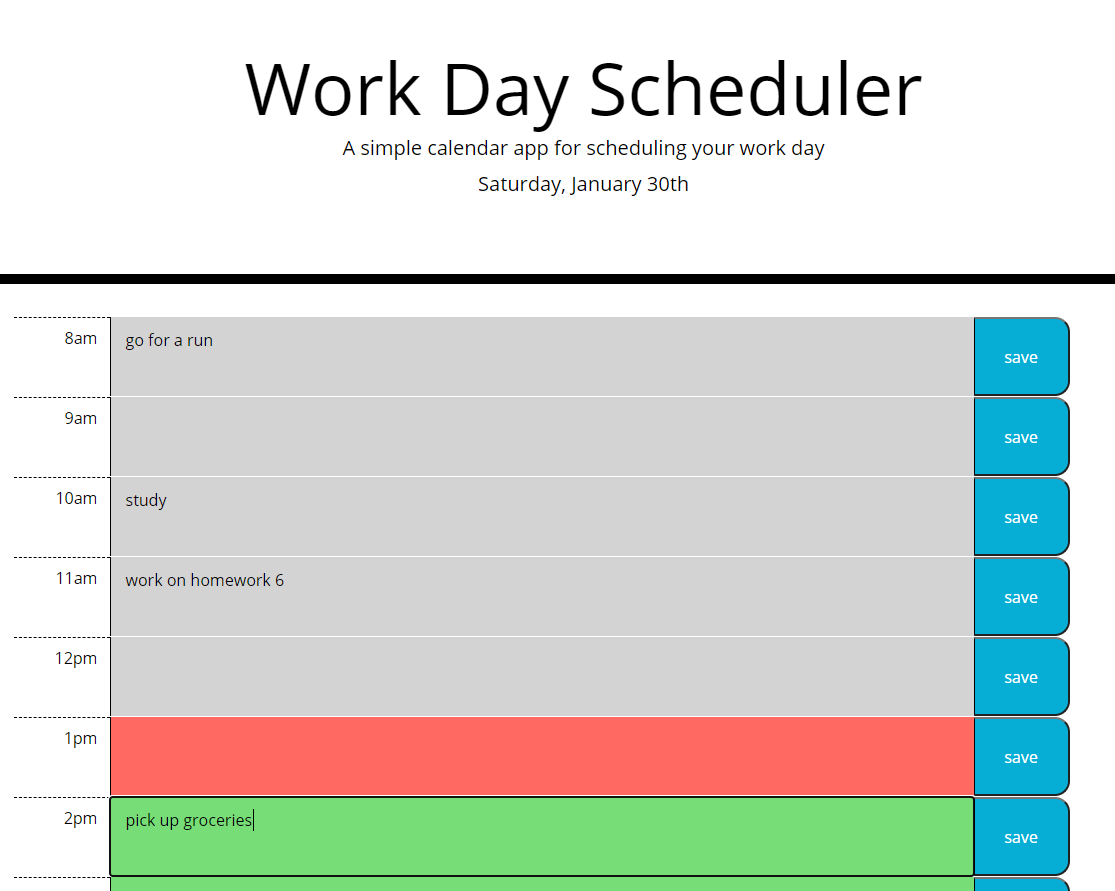 Work Day Scheduler
A simple calendar app for scheduling your work day
Saturday, January 30th
8am go for a run save
9am save
10am study save
11am work on homework 6 save
12pm save
1pm save
2pm pick up groceries save